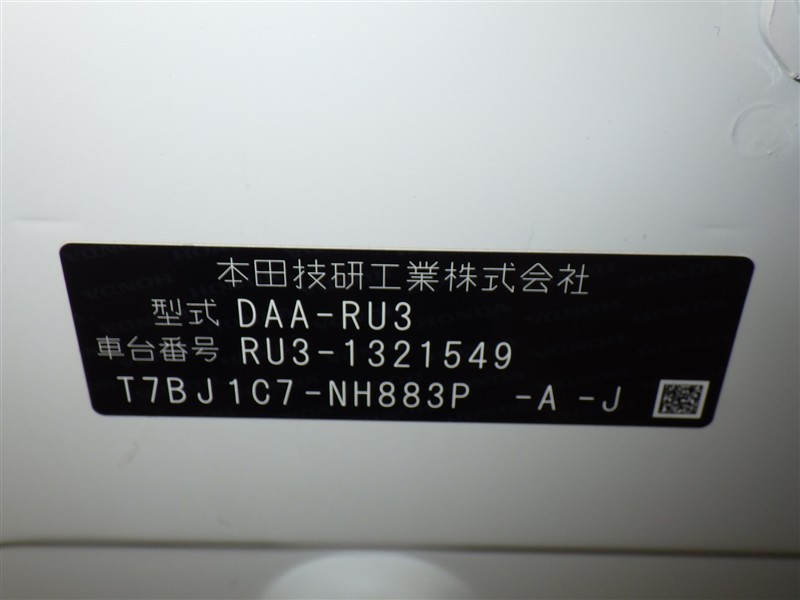 本田技研工業株式会社
型式 DAA-RU3
車台番号 RU3-1321549
T7BJ1C7-NH883P -A -J